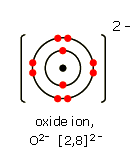 2 -
oxide ion,
O²⁻ [2,8]²⁻